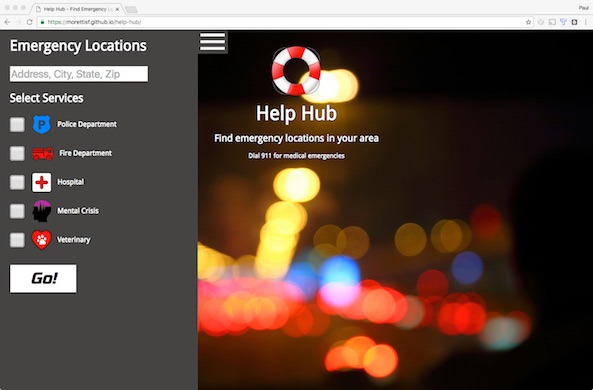 Help Hub - Find Emergency Lo
Paul
https://morettisf.github.io/help-hub/
Emergency Locations
Address, City, State, Zip
Select Services
P
Police Department
Fire Department
Hospital
Mental Crisis
Veterinary
Go!
Help Hub
Find emergency locations in your area
Dial 911 for medical emergencies